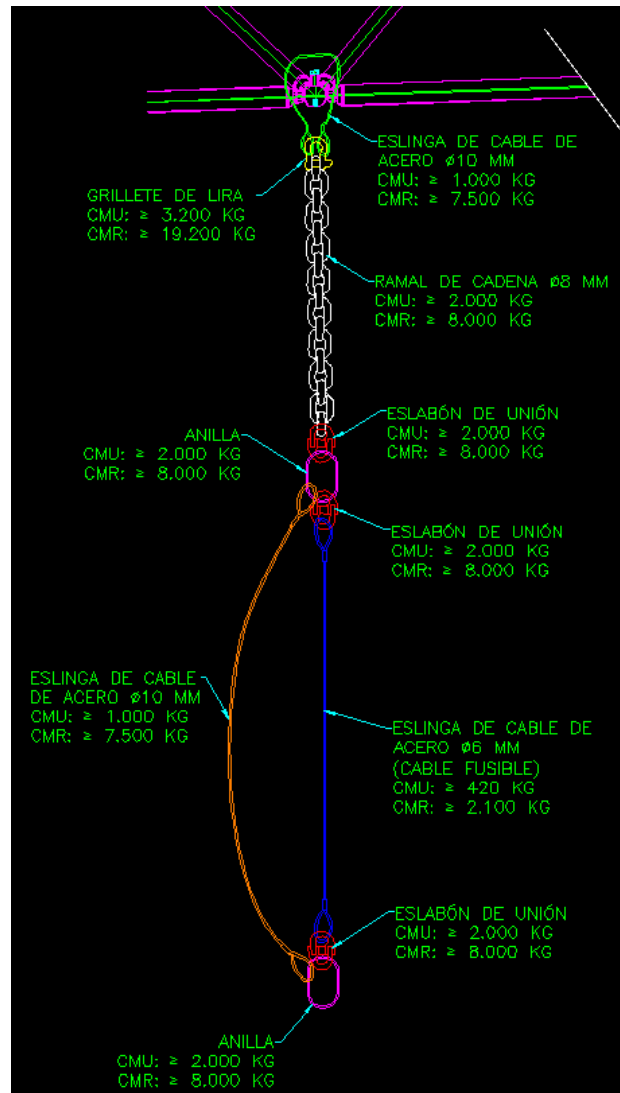 ESLINGA DE CABLE DE
ACERO ø10 MM
CMU: ≥ 1.000 KG
CMR: ≥ 7.500 KG
GRILLETE DE LIRA
CMU: ≥ 3.200 KG
CMR: ≥ 19.200 KG
RAMAL DE CADENA ø8 MM
CMU: ≥ 2.000 KG
CMR: ≥ 8.000 KG
ESLABÓN DE UNIÓN
CMU: ≥ 2.000 KG
CMR: ≥ 8.000 KG
ANILLA
CMU: ≥ 2.000 KG
CMR: ≥ 8.000 KG
ESLABÓN DE UNIÓN
CMU: ≥ 2.000 KG
CMR: ≥ 8.000 KG
ESLINGA DE CABLE
DE ACERO ø10 MM
CMU: ≥ 1.000 KG
CMR: ≥ 7.500 KG
ESLINGA DE CABLE DE
ACERO ø6 MM
(CABLE FUSIBLE)
CMU: ≥ 420 KG
CMR: ≥ 2.100 KG
ESLABÓN DE UNIÓN
CMU: ≥ 2.000 KG
CMR: ≥ 8.000 KG
ANILLA
CMU: ≥ 2.000 KG
CMR: ≥ 8.000 KG